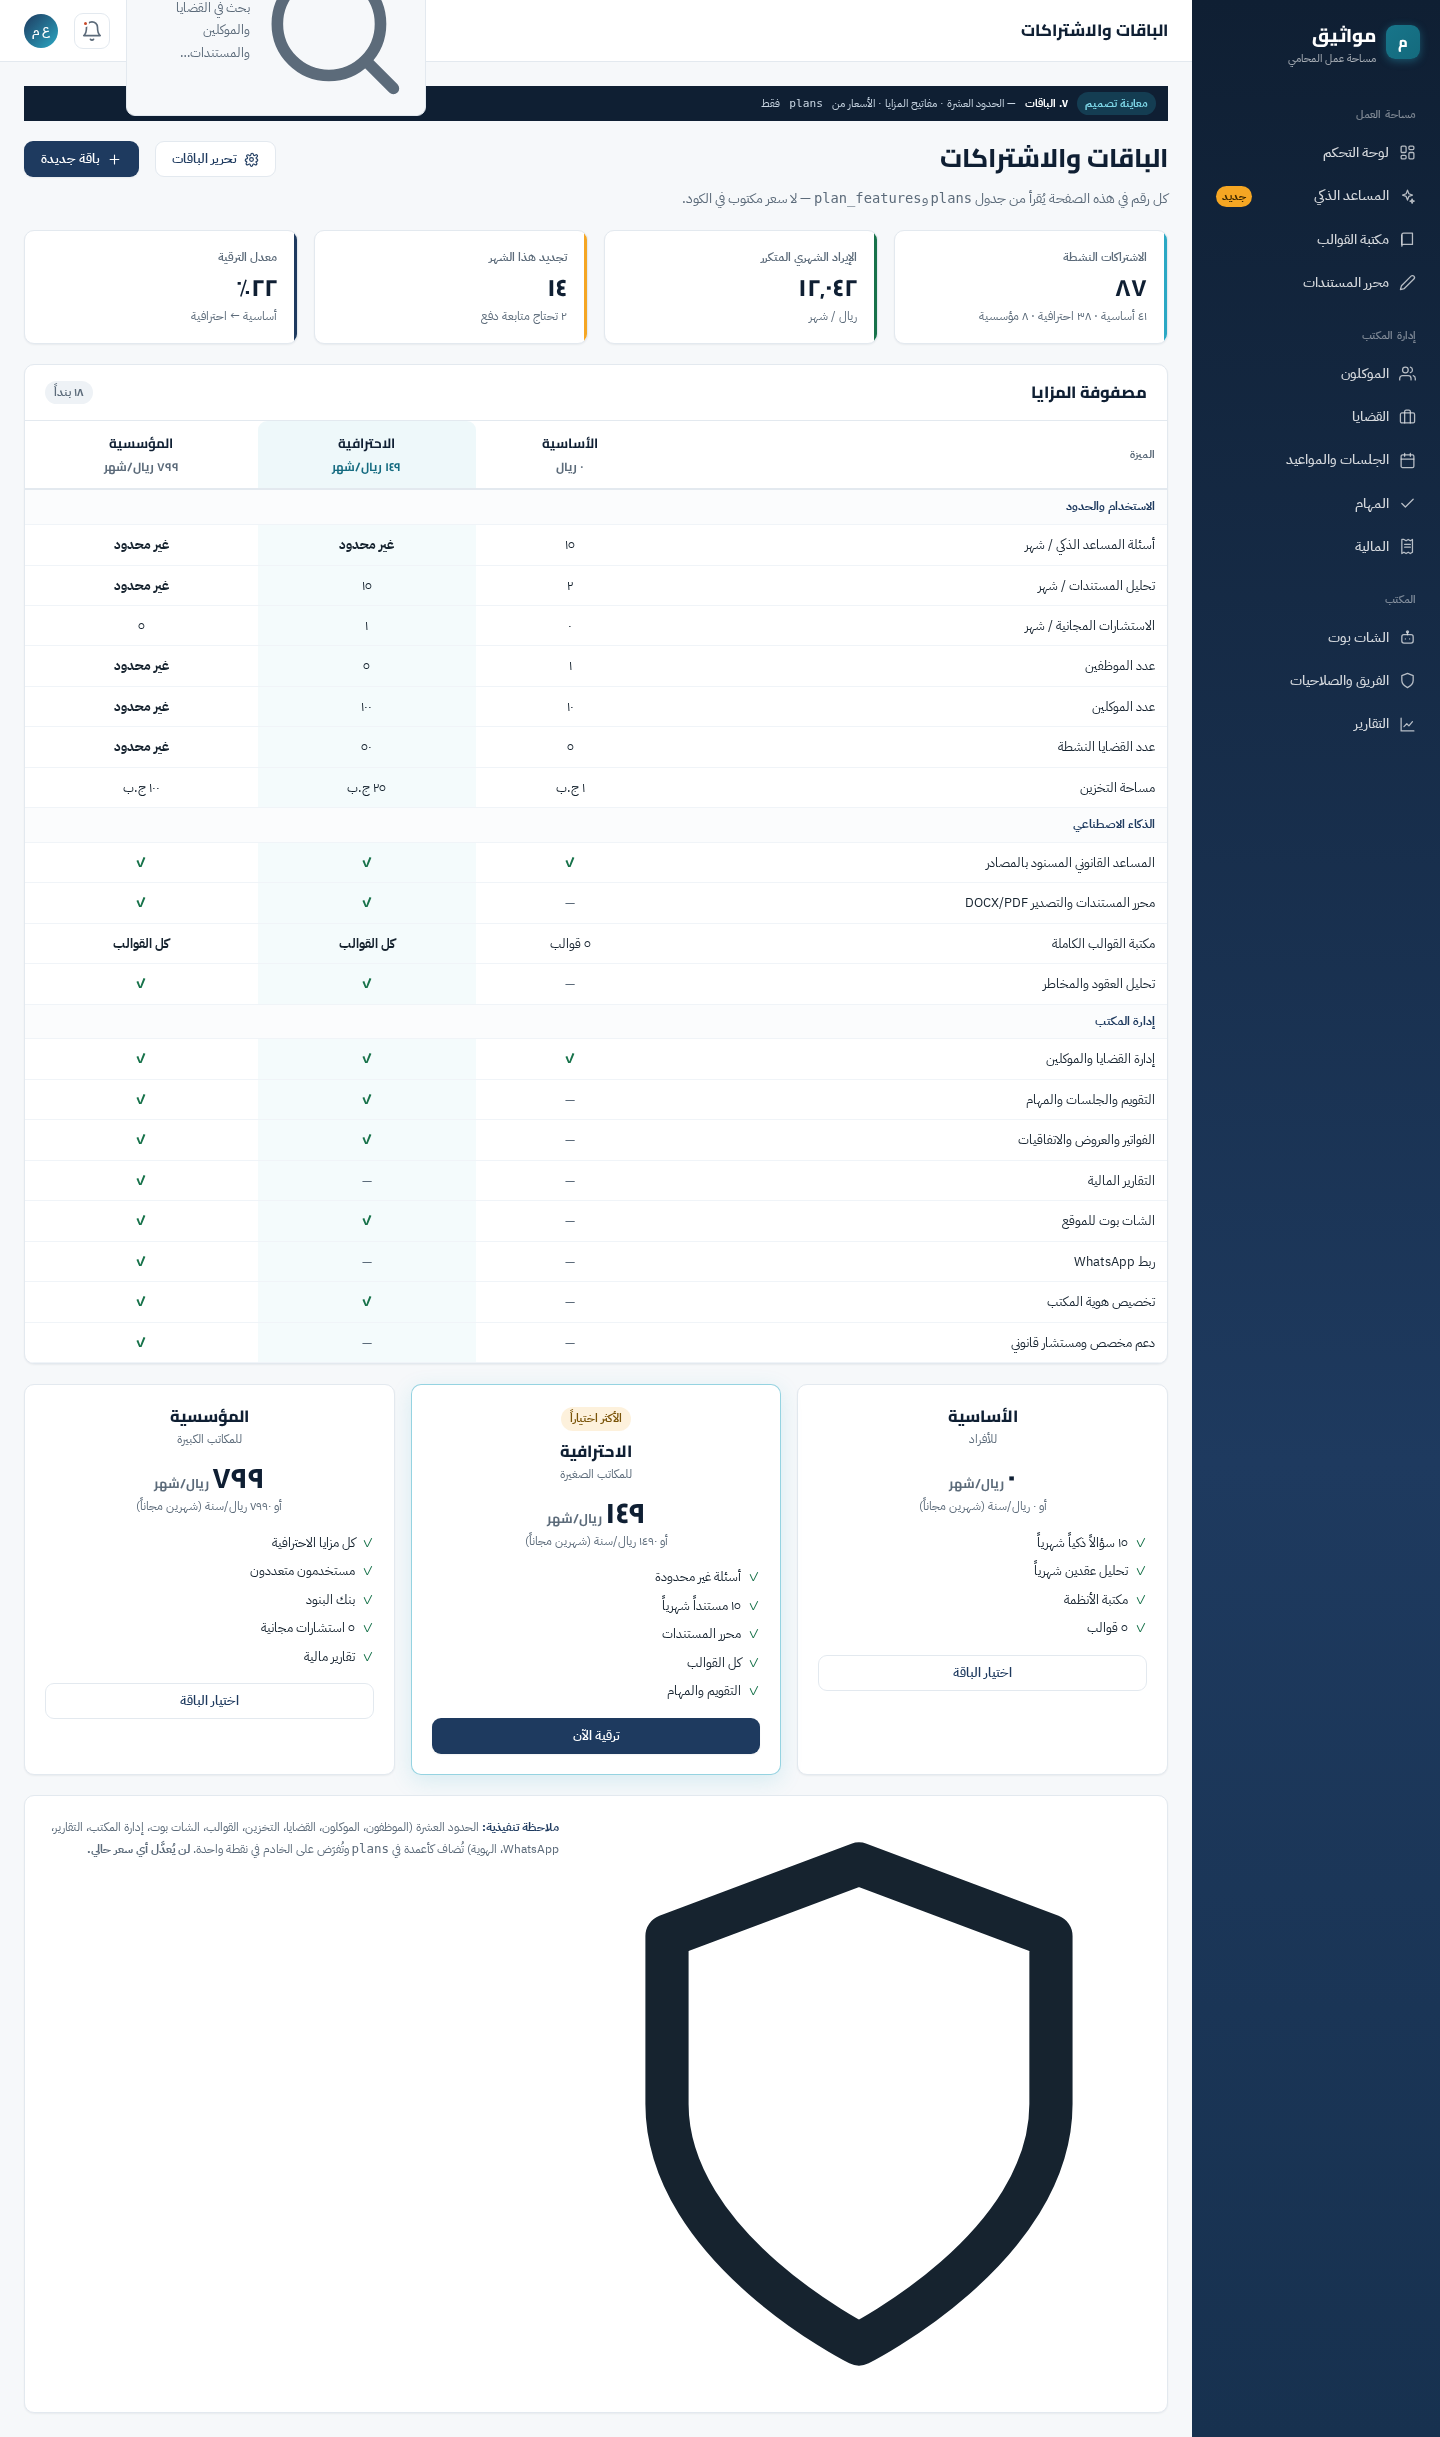 م
مواثيق
مساحة عمل المحامي
مساحة العمل
لوحة التحكم
المساعد الذكي
جديد
مكتبة القوالب
محرر المستندات
إدارة المكتب
الموكلون
القضايا
الجلسات والمواعيد
المهام
المالية
المكتب
الشات بوت
الفريق والصلاحيات
التقارير
الباقات والاشتراكات
بحث في القضايا
والموكلين
والمستندات...
ع م
معاينة تصميم ٧. الباقات — الحدود العشرة · مفاتيح المزايا · الأسعار من plans فقط
الباقات والاشتراكات
تحرير الباقات
باقة جديدة
كل رقم في هذه الصفحة يُقرأ من جدول plans وplan_features — لا سعر مكتوب في الكود.
الاشتراكات النشطة
٨٧
٤١ أساسية · ٣٨ احترافية · ٨ مؤسسية
الإيراد الشهري المتكرر
١٢,٠٤٢
ريال / شهر
تجديد هذا الشهر
١٤
٢ تحتاج متابعة دفع
معدل الترقية
٢٢٪
أساسية ← احترافية
مصفوفة المزايا
١٨ بنداً
الميزة
الأساسية
٠ ريال
الاحترافية
١٤٩ ريال/شهر
المؤسسية
٧٩٩ ريال/شهر
الاستخدام والحدود
أسئلة المساعد الذكي / شهر ١٥ غير محدود غير محدود
تحليل المستندات / شهر ٢ ١٥ غير محدود
الاستشارات المجانية / شهر ٠ ١ ٥
عدد الموظفين ١ ٥ غير محدود
عدد الموكلين ١٠ ١٠٠ غير محدود
عدد القضايا النشطة ٥ ٥٠ غير محدود
مساحة التخزين ١ ج.ب ٢٥ ج.ب ١٠٠ ج.ب
الذكاء الاصطناعي
المساعد القانوني المسنود بالمصادر ✓ ✓ ✓
محرر المستندات والتصدير DOCX/PDF — ✓ ✓
مكتبة القوالب الكاملة ٥ قوالب كل القوالب كل القوالب
تحليل العقود والمخاطر — ✓ ✓
إدارة المكتب
إدارة القضايا والموكلين ✓ ✓ ✓
التقويم والجلسات والمهام — ✓ ✓
الفواتير والعروض والاتفاقيات — ✓ ✓
التقارير المالية — — ✓
الشات بوت للموقع — ✓ ✓
ربط WhatsApp — — ✓
تخصيص هوية المكتب — ✓ ✓
دعم مخصص ومستشار قانوني — — ✓
الأساسية
للأفراد
٠ ريال/شهر
أو ٠ ريال/سنة (شهرين مجاناً)
✓ ١٥ سؤالاً ذكياً شهرياً
✓ تحليل عقدين شهرياً
✓ مكتبة الأنظمة
✓ ٥ قوالب
اختيار الباقة
الأكثر اختياراً
الاحترافية
للمكاتب الصغيرة
١٤٩ ريال/شهر
أو ١٤٩٠ ريال/سنة (شهرين مجاناً)
✓ أسئلة غير محدودة
✓ ١٥ مستنداً شهرياً
✓ محرر المستندات
✓ كل القوالب
✓ التقويم والمهام
ترقية الآن
المؤسسية
للمكاتب الكبيرة
٧٩٩ ريال/شهر
أو ٧٩٩٠ ريال/سنة (شهرين مجاناً)
✓ كل مزايا الاحترافية
✓ مستخدمون متعددون
✓ بنك البنود
✓ ٥ استشارات مجانية
✓ تقارير مالية
اختيار الباقة
ملاحظة تنفيذية: الحدود العشرة (الموظفون، الموكلون، القضايا، التخزين، القوالب، الشات بوت، إدارة المكتب، التقارير،
WhatsApp، الهوية) تُضاف كأعمدة في plans وتُفرَض على الخادم في نقطة واحدة. لن يُعدَّل أي سعر حالي.